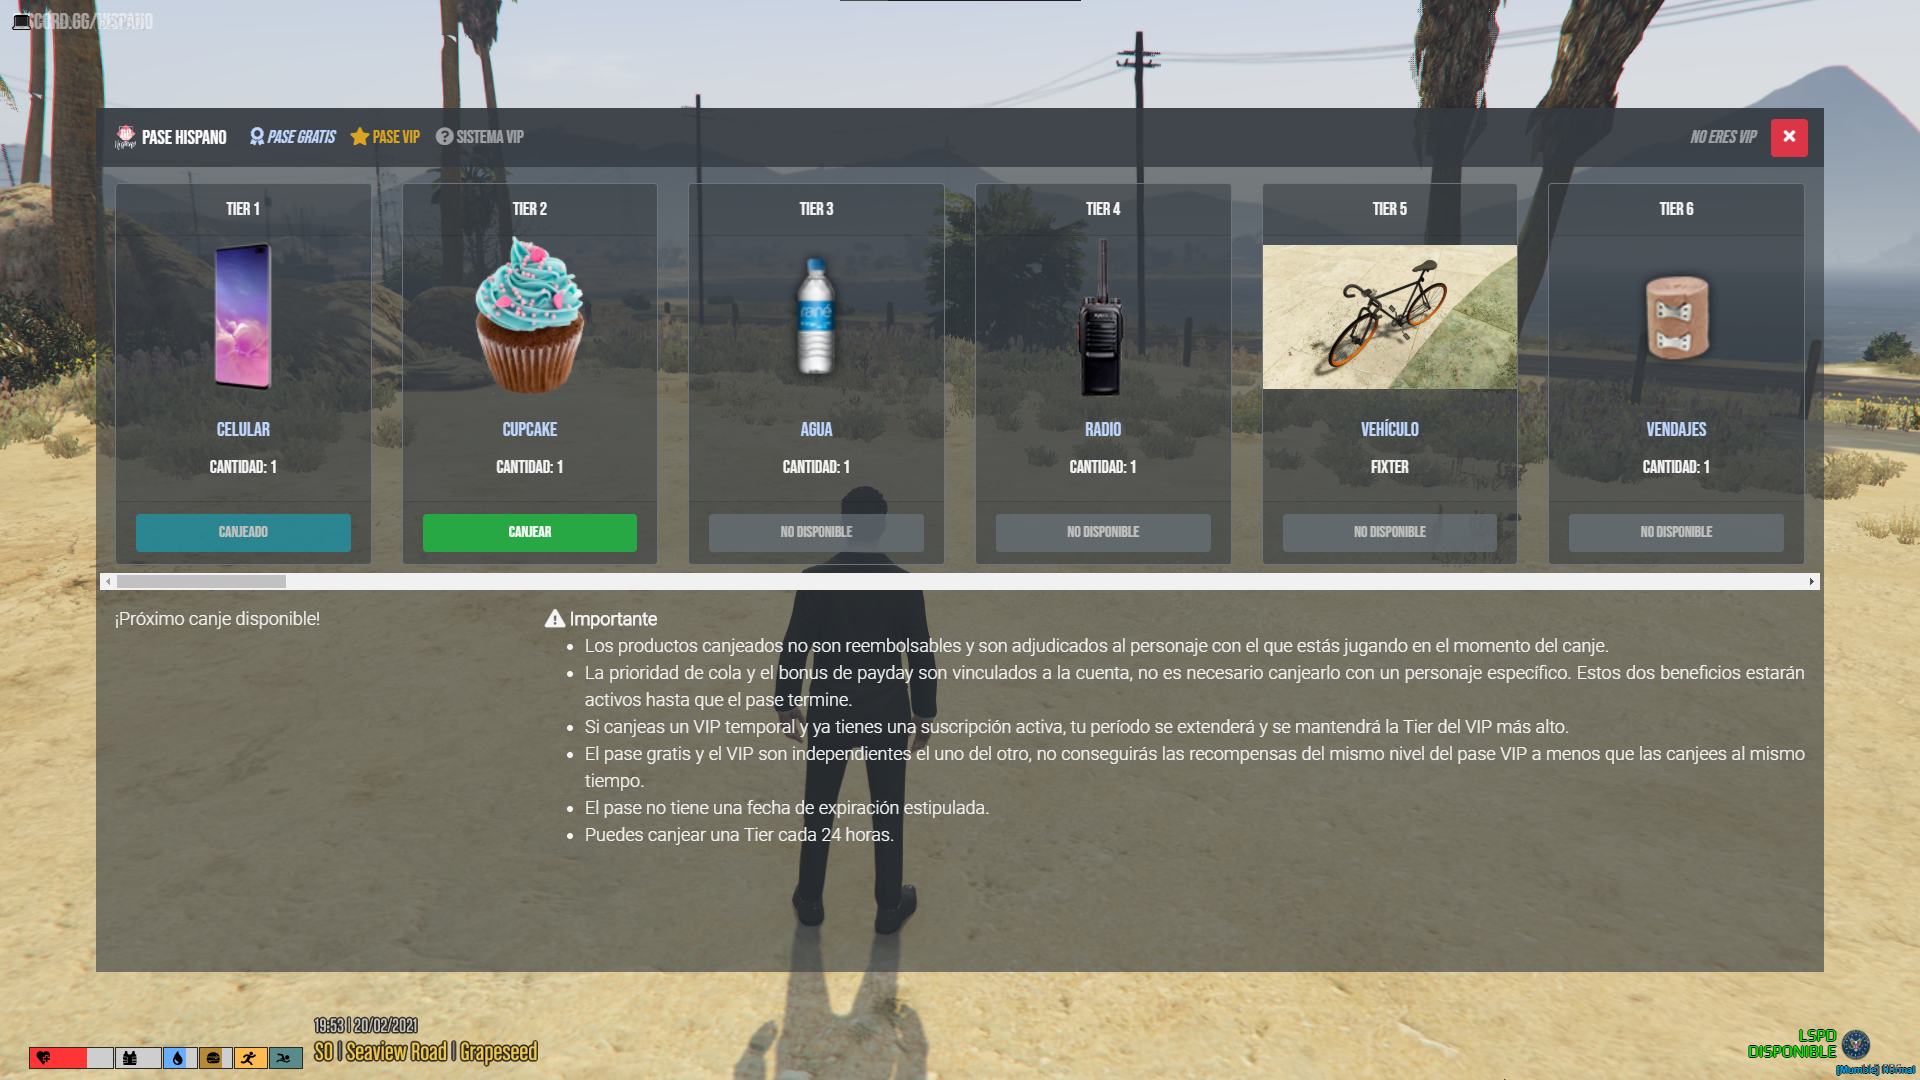 PASE HISPANO PASE GRATIS PASE VIP SISTEMA VIP NO ERES VIP
TIER 1 TIER 2 TIER 3 TIER 4 TIER 5 TIER 6
CELULAR CUPCAKE AGUA RADIO VEHÍCULO VENDAJES
CANTIDAD: 1 CANTIDAD: 1 CANTIDAD: 1 CANTIDAD: 1 FIXTER CANTIDAD: 1
CANJEADO CANJEAR NO DISPONIBLE NO DISPONIBLE NO DISPONIBLE NO DISPONIBLE
¡Próximo canje disponible!
Importante
Los productos canjeados no son reembolsables y son adjudicados al personaje con el que estás jugando en el momento del canje.
La prioridad de cola y el bonus de payday son vinculados a la cuenta, no es necesario canjearlo con un personaje específico. Estos dos beneficios estarán
activos hasta que el pase termine.
Si canjeas un VIP temporal y ya tienes una suscripción activa, tu período se extenderá y se mantendrá la Tier del VIP más alto.
El pase gratis y el VIP son independientes el uno del otro, no conseguirás las recompensas del mismo nivel del pase VIP a menos que las canjees al mismo
tiempo.
El pase no tiene una fecha de expiración estipulada.
Puedes canjear una Tier cada 24 horas.
19:53 | 20/02/2021
SO | Seaview Road | Grapeseed
LSPD
DISPONIBLE
[Mumble] Normal